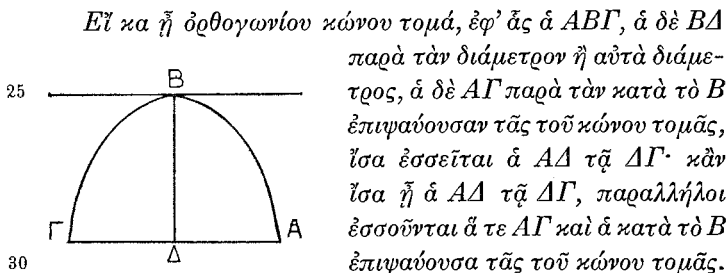 Εἴ κα ᾖ ὀρθογωνίου κώνου τομά, ἐφ’ ἇς ἁ ΑΒΓ, ἁ δὲ ΒΔ
παρὰ τὰν διάμετρον ἢ αὐτὰ διάμε-
25 τρος, ἁ δὲ ΑΓ παρὰ τὰν κατὰ τὸ Β
ἐπιψαύουσαν τᾶς τοῦ κώνου τομᾶς,
ἴσα ἐσσεῖται ἁ ΑΔ τᾷ ΔΓ· κἂν
ἴσα ᾖ ἁ ΑΔ τᾷ ΔΓ, παραλλήλοι
ἐσσοῦνται ἅ τε ΑΓ καὶ ἁ κατὰ τὸ Β
30 ἐπιψαύουσα τᾶς τοῦ κώνου τομᾶς.
Β
Γ Α
Δ